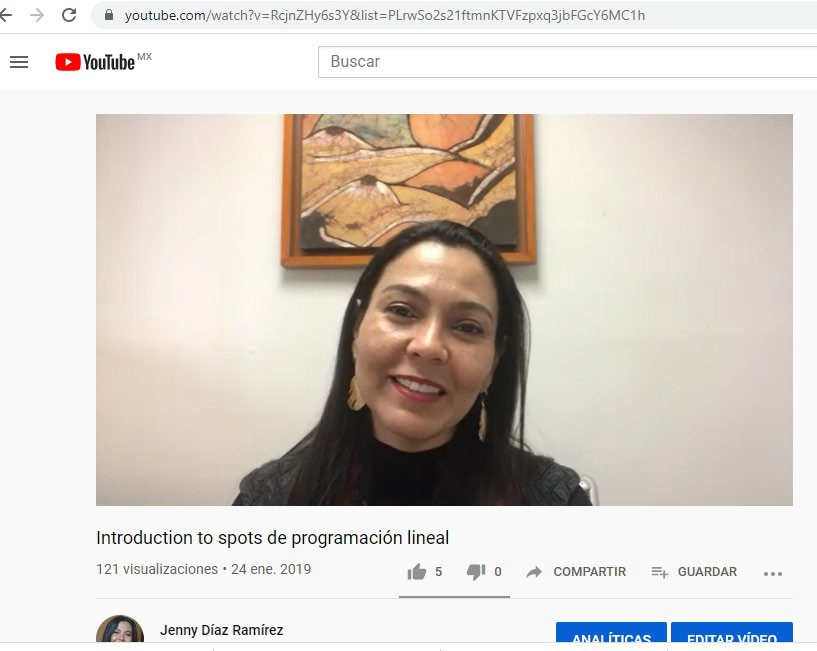 youtube.com/watch?v=RcjnZHy6s3Y&list=PLrwSo2s21ftmnKTVFzpxq3jbFGcY6MC1h
YouTube MX
Buscar
Introduction to spots de programación lineal
121 visualizaciones • 24 ene. 2019
5 0 COMPARTIR GUARDAR
Jenny Díaz Ramírez
ANALÍTICAS EDITAR VÍDEO